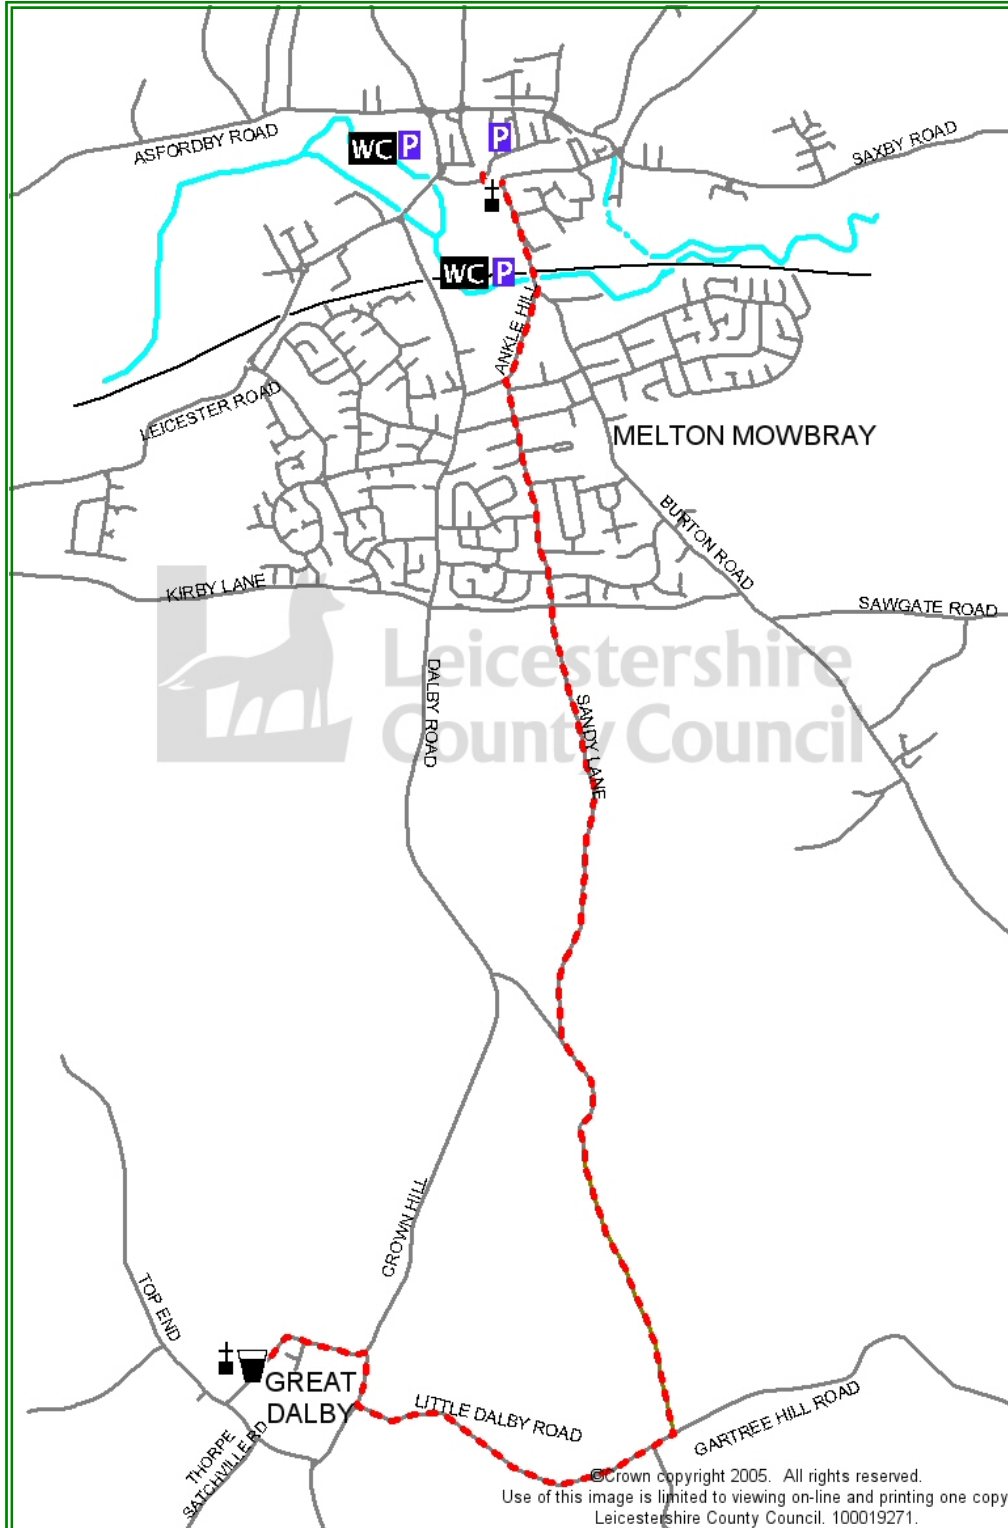 ASFORDBY ROAD
WC P
P
SAXBY ROAD
WC P
ANKLE HILL
LEICESTER ROAD
MELTON MOWBRAY
BURTON ROAD
KIRBY LANE
SAWGATE ROAD
Leicestershire
County Council
DALBY ROAD
SANDY LANE
CROWN HILL
TOP END
GREAT
DALBY
LITTLE DALBY ROAD
GARTREE HILL ROAD
THORPE
SATCHVILLE RD
©Crown copyright 2005. All rights reserved.
Use of this image is limited to viewing on-line and printing one copy
Leicestershire County Council. 100019271.